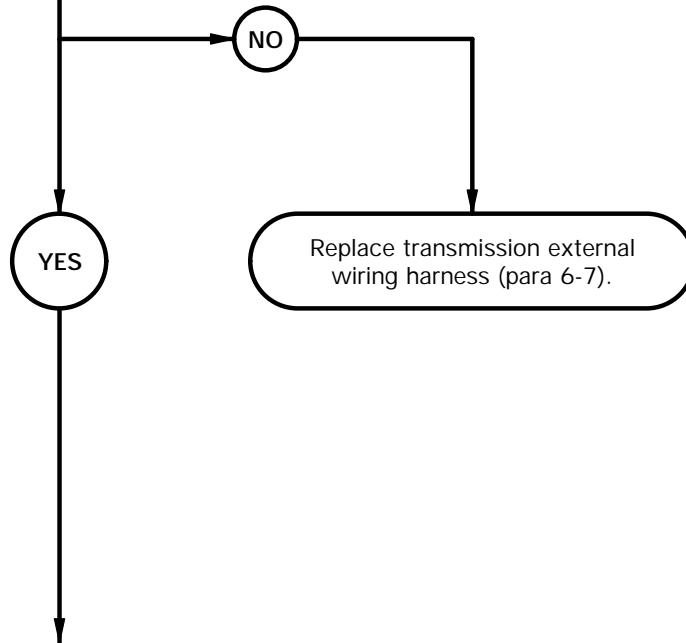 NO
YES
Replace transmission external
wiring harness (para 6-7).